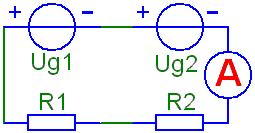 + - + -
Ug1 Ug2
A
R1 R2